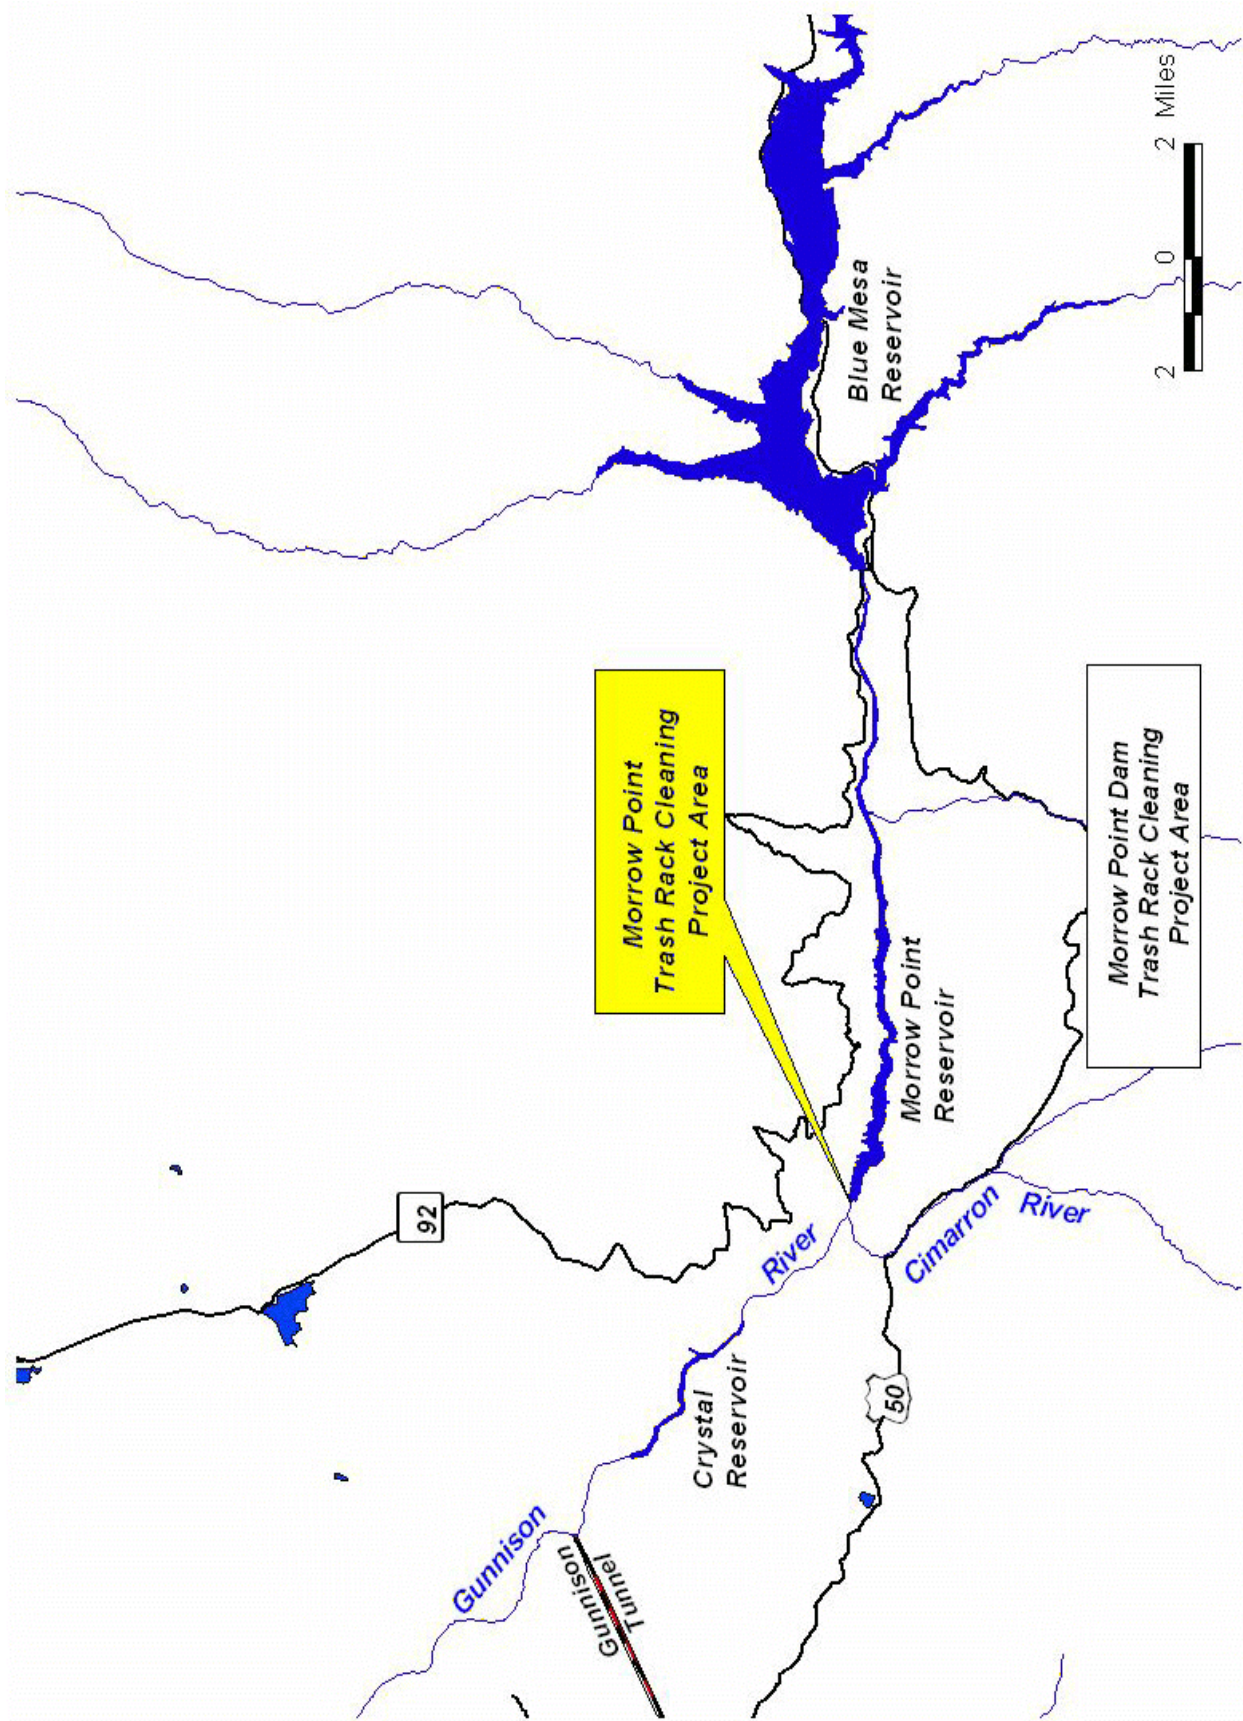 92
Morrow Point
Trash Rack Cleaning
Project Area
Gunnison
River
Gunnison
Tunnel
Crystal
Reservoir
Blue Mesa
Reservoir
Morrow Point
Reservoir
50
Cimarron
River
Morrow Point Dam
Trash Rack Cleaning
Project Area
2 0 2 Miles